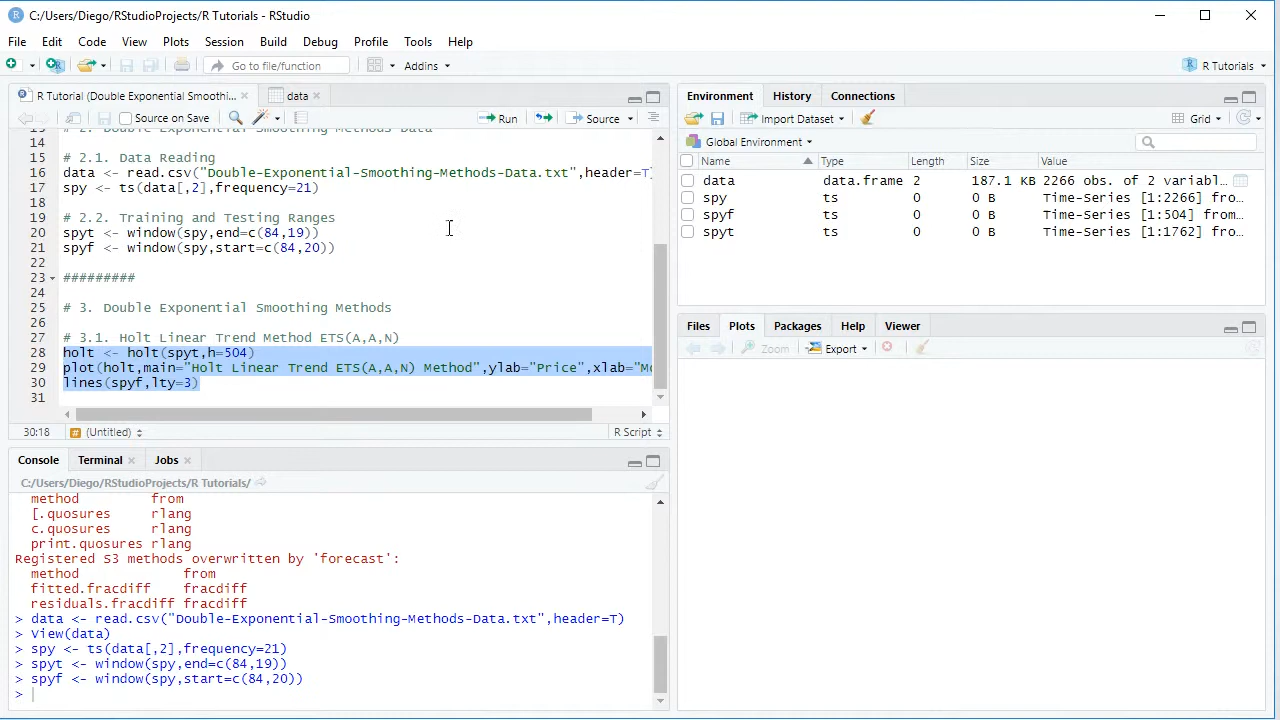 C:/Users/Diego/RStudioProjects/R Tutorials - RStudio
File Edit Code View Plots Session Build Debug Profile Tools Help
Go to file/function Addins R Tutorials
R Tutorial (Double Exponential Smoothi... data
Source on Save Run Source
13 # 2. Double Exponential Smoothing Methods Data
14
15 # 2.1. Data Reading
16 data <- read.csv("Double-Exponential-Smoothing-Methods-Data.txt",header=T)
17 spy <- ts(data[,2],frequency=21)
18
19 # 2.2. Training and Testing Ranges
20 spyt <- window(spy,end=c(84,19))
21 spyf <- window(spy,start=c(84,20))
22
23 #########
24
25 # 3. Double Exponential Smoothing Methods
26
27 # 3.1. Holt Linear Trend Method ETS(A,A,N)
28 holt <- holt(spyt,h=504)
29 plot(holt,main="Holt Linear Trend ETS(A,A,N) Method",ylab="Price",xlab="Mo
30 lines(spyf,lty=3)
31
30:18 # (Untitled) R Script
Console Terminal Jobs
C:/Users/Diego/RStudioProjects/R Tutorials/
method from
[.quosures rlang
c.quosures rlang
print.quosures rlang
Registered S3 methods overwritten by 'forecast':
method from
fitted.fracdiff fracdiff
residuals.fracdiff fracdiff
> data <- read.csv("Double-Exponential-Smoothing-Methods-Data.txt",header=T)
> View(data)
> spy <- ts(data[,2],frequency=21)
> spyt <- window(spy,end=c(84,19))
> spyf <- window(spy,start=c(84,20))
>
Environment History Connections
Import Dataset Grid
Global Environment
Name Type Length Size Value
data data.frame 2 187.1 KB 2266 obs. of 2 variabl…
spy ts 0 0 B Time-Series [1:2266] fro…
spyf ts 0 0 B Time-Series [1:504] from…
spyt ts 0 0 B Time-Series [1:1762] fro…
Files Plots Packages Help Viewer
Zoom Export